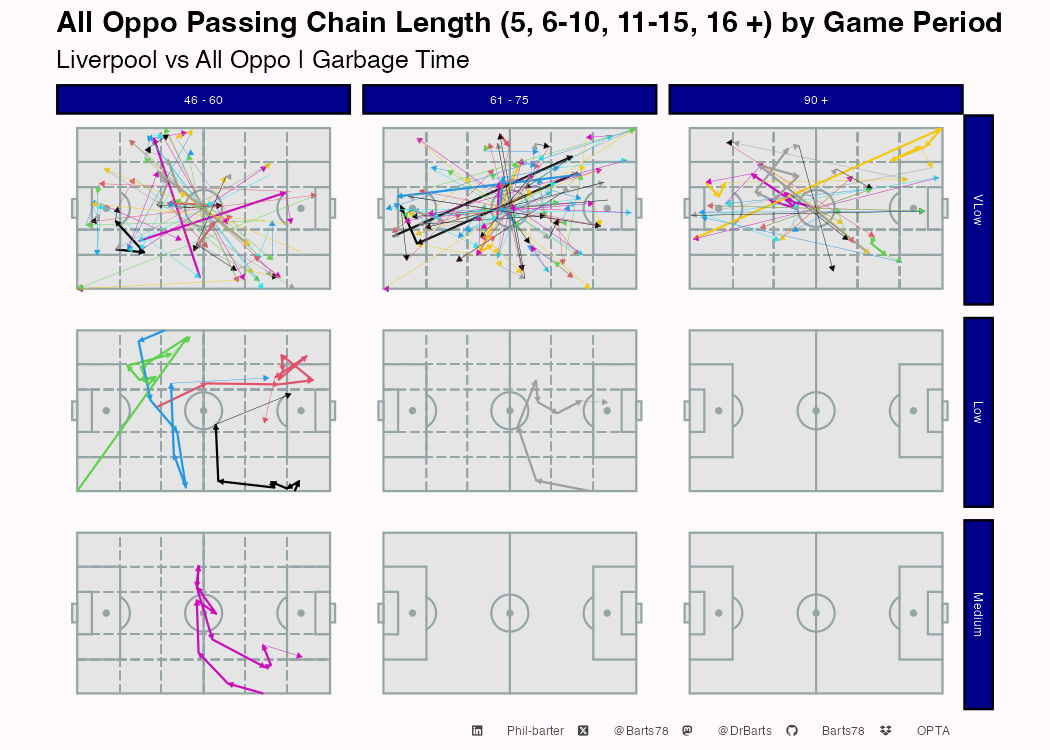 All Oppo Passing Chain Length (5, 6-10, 11-15, 16 +) by Game Period
Liverpool vs All Oppo | Garbage Time
46 - 60
61 - 75
90 +
VLow
Low
Medium
Phil-barter @Barts78 @DrBarts Barts78 OPTA